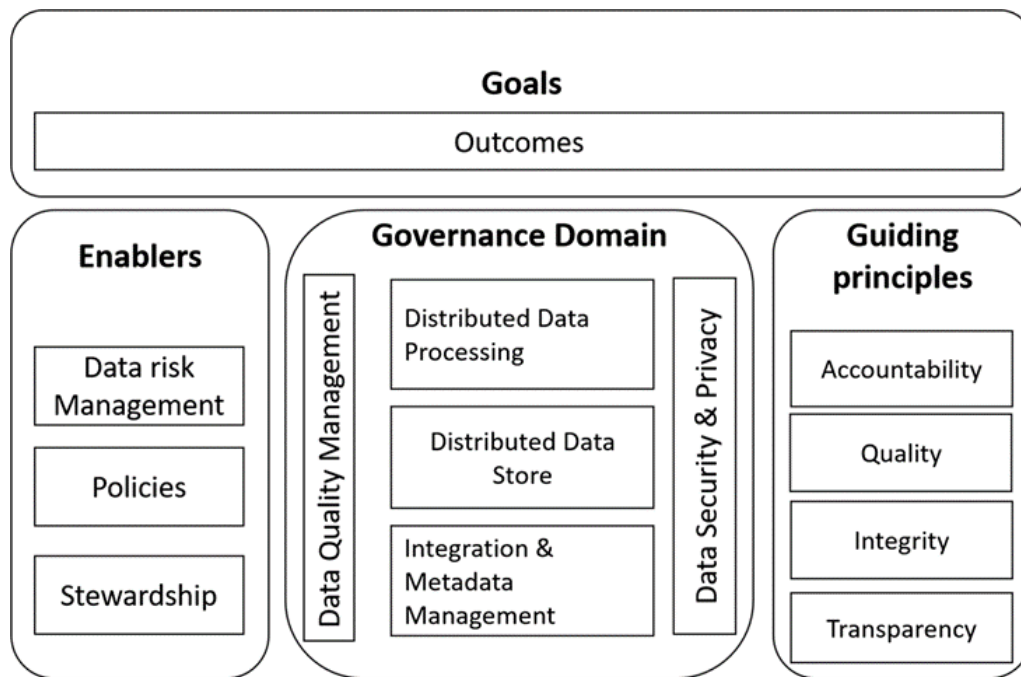 Goals
Outcomes
Enablers
Data risk
Management
Policies
Stewardship
Governance Domain
Data Quality Management
Distributed Data
Processing
Distributed Data
Store
Integration &
Metadata
Management
Data Security & Privacy
Guiding
principles
Accountability
Quality
Integrity
Transparency